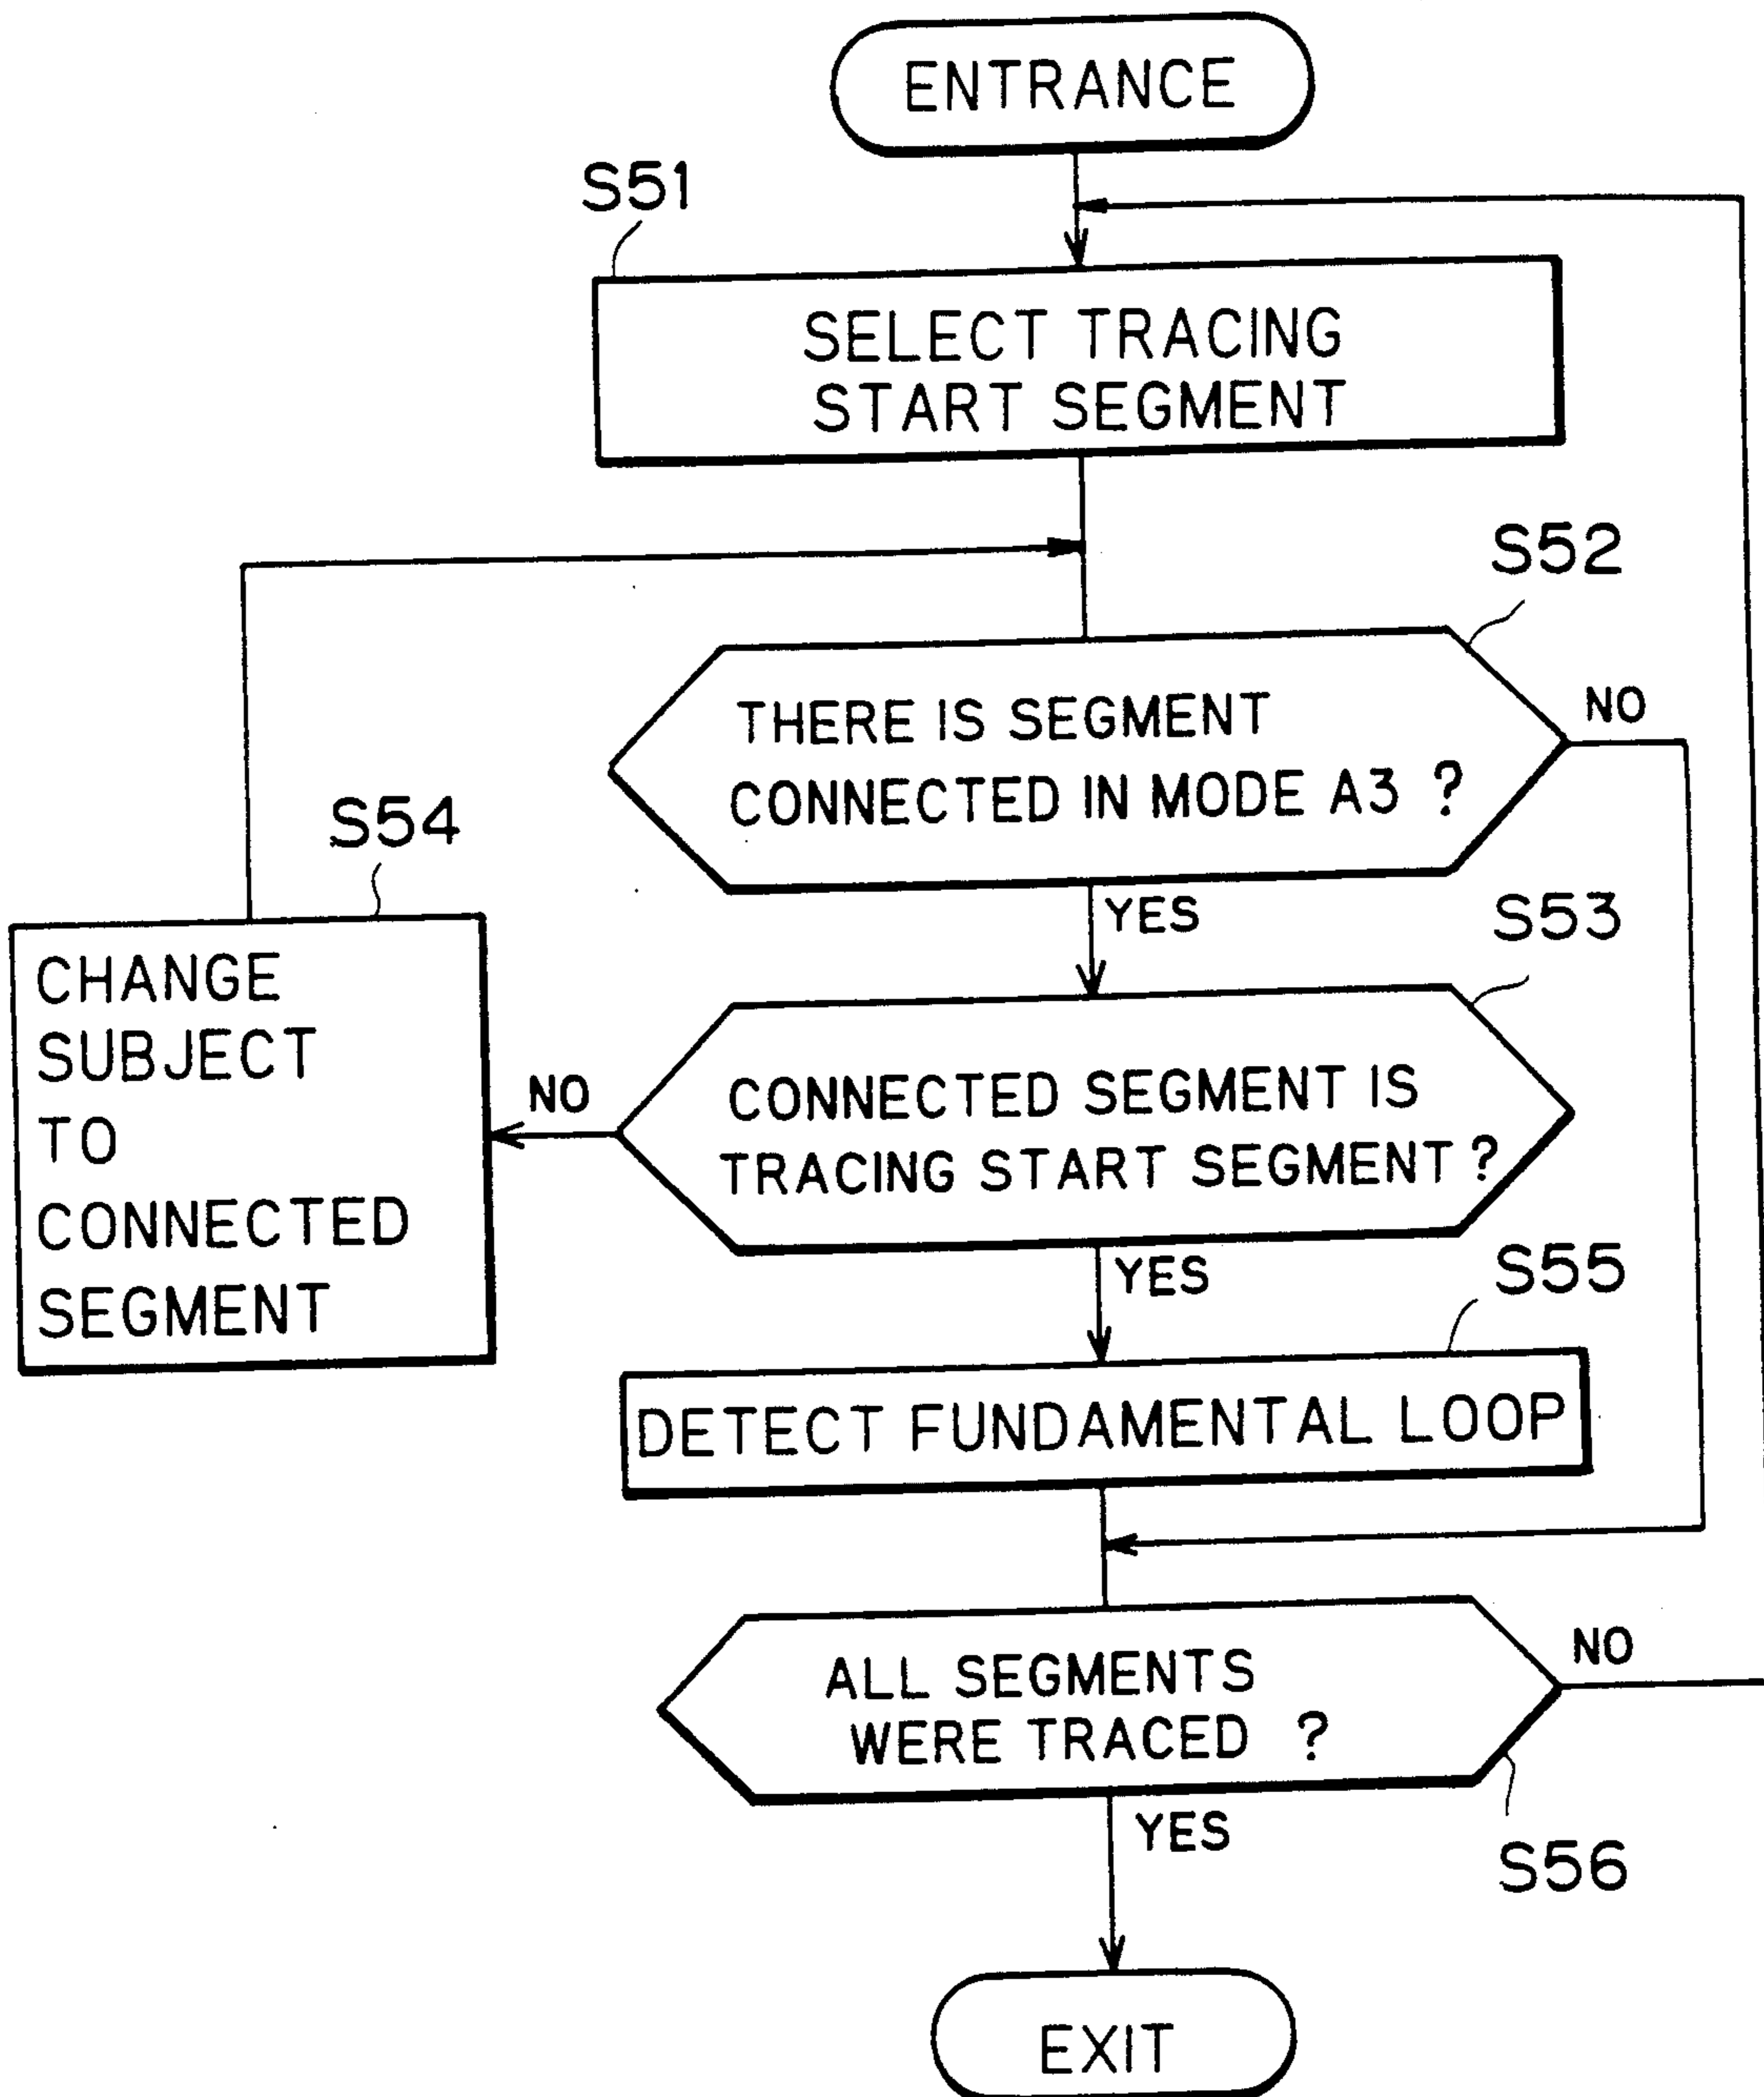 ENTRANCE
S51
SELECT TRACING
START SEGMENT
S52
THERE IS SEGMENT
CONNECTED IN MODE A3 ?
NO
YES
S54
CHANGE
SUBJECT
TO
CONNECTED
SEGMENT
S53
CONNECTED SEGMENT IS
TRACING START SEGMENT ?
NO
YES
S55
DETECT FUNDAMENTAL LOOP
ALL SEGMENTS
WERE TRACED ?
NO
YES
S56
EXIT